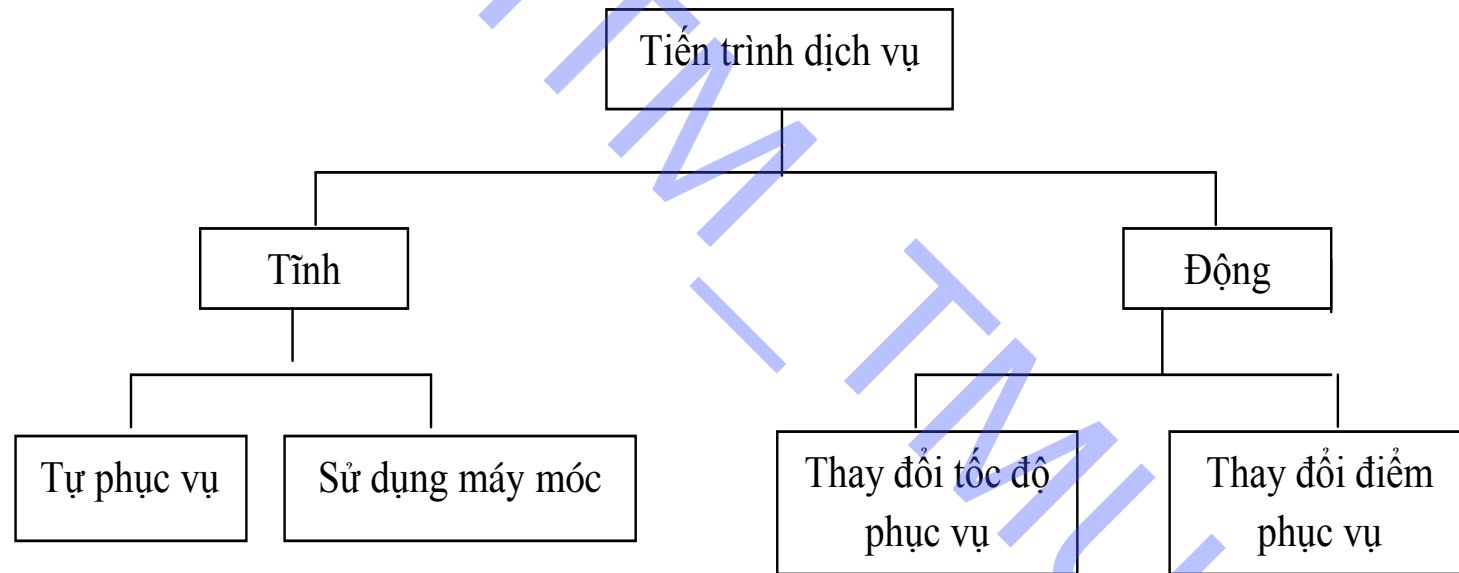 Tiến trình dịch vụ
Tĩnh
Động
Tự phục vụ
Sử dụng máy móc
Thay đổi tốc độ
phục vụ
Thay đổi điểm
phục vụ
TM_TMU